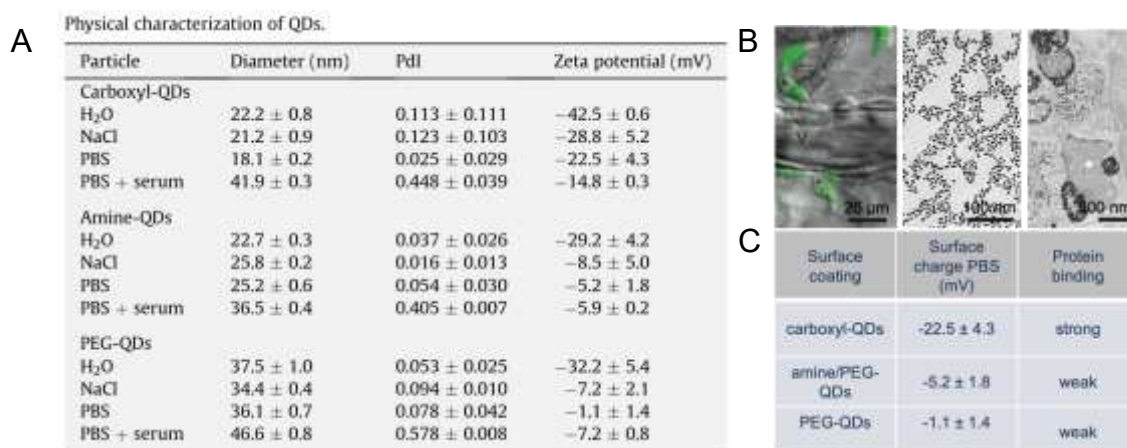 A
Physical characterization of QDs.
Particle Diameter (nm) PdI Zeta potential (mV)
Carboxyl-QDs
H₂O 22.2 ± 0.8 0.113 ± 0.111 −42.5 ± 0.6
NaCl 21.2 ± 0.9 0.123 ± 0.103 −28.8 ± 5.2
PBS 18.1 ± 0.2 0.025 ± 0.029 −22.5 ± 4.3
PBS + serum 41.9 ± 0.3 0.448 ± 0.039 −14.8 ± 0.3
Amine-QDs
H₂O 22.7 ± 0.3 0.037 ± 0.026 −29.2 ± 4.2
NaCl 25.8 ± 0.2 0.016 ± 0.013 −8.5 ± 5.0
PBS 25.2 ± 0.6 0.054 ± 0.030 −5.2 ± 1.8
PBS + serum 36.5 ± 0.4 0.405 ± 0.007 −5.9 ± 0.2
PEG-QDs
H₂O 37.5 ± 1.0 0.053 ± 0.025 −32.2 ± 5.4
NaCl 34.4 ± 0.4 0.094 ± 0.010 −7.2 ± 2.1
PBS 36.1 ± 0.7 0.078 ± 0.042 −1.1 ± 1.4
PBS + serum 46.6 ± 0.8 0.578 ± 0.008 −7.2 ± 0.8
B
V
µm
100 nm
nm
C
Surface coating
Surface charge PBS (mV)
Protein binding
carboxyl-QDs -22.5 ± 4.3 strong
amine/PEG-QDs -5.2 ± 1.8 weak
PEG-QDs -1.1 ± 1.4 weak